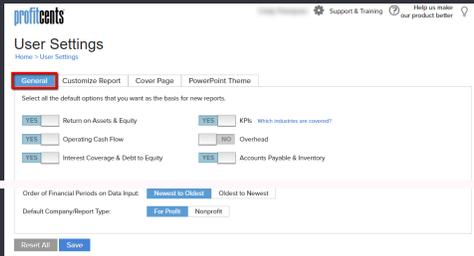 profitcents
Support & Training
Help us make
our product better
User Settings
Home > User Settings
General Customize Report Cover Page PowerPoint Theme
Select all the default options that you want as the basis for new reports.
YES Return on Assets & Equity YES KPIs Which industries are covered?
YES Operating Cash Flow NO Overhead
YES Interest Coverage & Debt to Equity YES Accounts Payable & Inventory
Order of Financial Periods on Data Input: Newest to Oldest Oldest to Newest
Default Company/Report Type: For Profit Nonprofit
Reset All Save